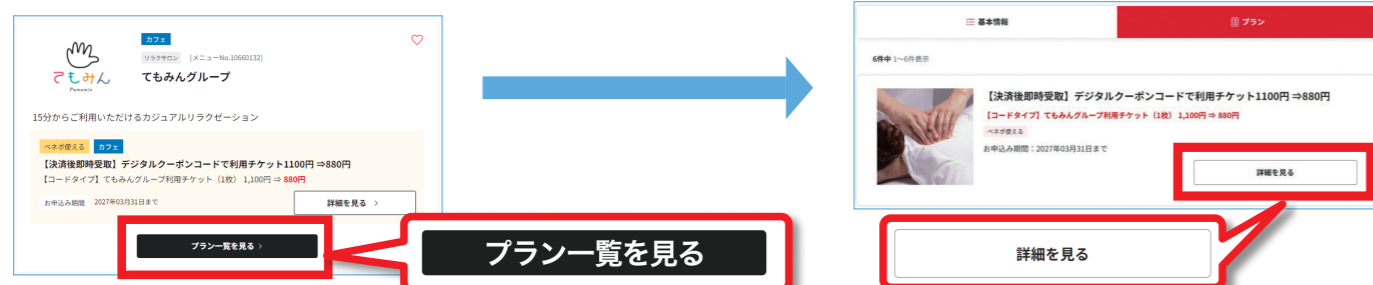 カフェ
リラクサロン [メニューNo.10660132]
てもみん
てもみんグループ
15分からご利用いただけるカジュアルリラクゼーション
ベネポ使える カフェ
【決済後即時受取】デジタルクーポンコードで利用チケット1100円 ⇒880円
【コードタイプ】てもみんグループ利用チケット（1枚） 1,100円 ⇒ 880円
お申込み期間 2027年03月31日まで
詳細を見る >
プラン一覧を見る >
プラン一覧を見る
基本情報
プラン
6件中 1～6件表示
【決済後即時受取】デジタルクーポンコードで利用チケット1100円 ⇒880円
【コードタイプ】てもみんグループ利用チケット（1枚） 1,100円 ⇒ 880円
ベネポ使える
お申込み期間：2027年03月31日まで
詳細を見る
詳細を見る